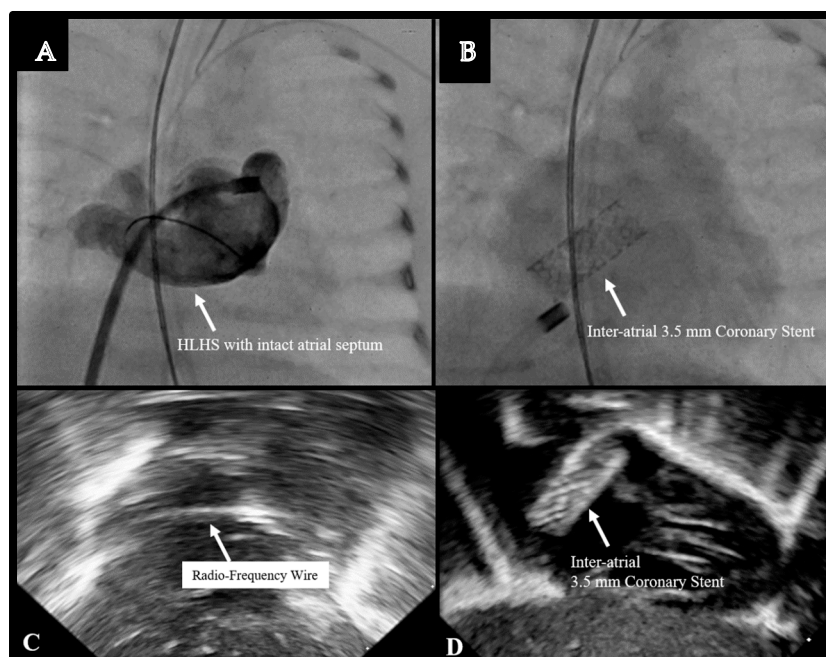 A
B
HLHS with intact atrial septum
Inter-atrial 3.5 mm Coronary Stent
Radio-Frequency Wire
Inter-atrial
3.5 mm Coronary Stent
C
D